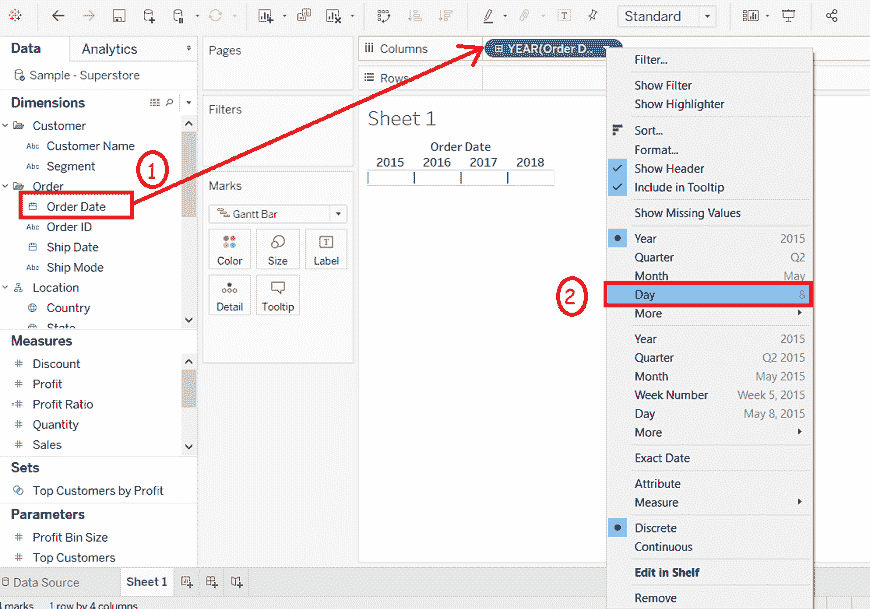 Standard
Data
Analytics
Pages
Columns
YEAR(Order D..
Sample - Superstore
Rows
Dimensions
Filters
Customer
Abc Customer Name
Abc Segment
Order
Order Date
Abc Order ID
Ship Date
Abc Ship Mode
Location
Country
State
Measures
# Discount
# Profit
=# Profit Ratio
# Quantity
# Sales
Sets
Top Customers by Profit
Parameters
# Profit Bin Size
# Top Customers
1
Marks
Gantt Bar
Color
Size
T
Label
Detail
Tooltip
Sheet 1
Order Date
2015 2016 2017 2018
2
Filter...
Show Filter
Show Highlighter
Sort...
Format...
Show Header
Include in Tooltip
Show Missing Values
Year 2015
Quarter Q2
Month May
Day 8
More
Year 2015
Quarter Q2 2015
Month May 2015
Week Number Week 5, 2015
Day May 8, 2015
More
Exact Date
Attribute
Measure
Discrete
Continuous
Edit in Shelf
Remove
Data Source
Sheet 1
4 marks 1 row by 4 columns